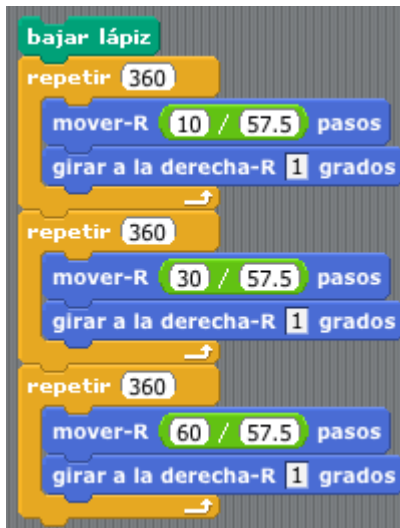 bajar lápiz
repetir 360
mover-R 10 / 57.5 pasos
girar a la derecha-R 1 grados
repetir 360
mover-R 30 / 57.5 pasos
girar a la derecha-R 1 grados
repetir 360
mover-R 60 / 57.5 pasos
girar a la derecha-R 1 grados